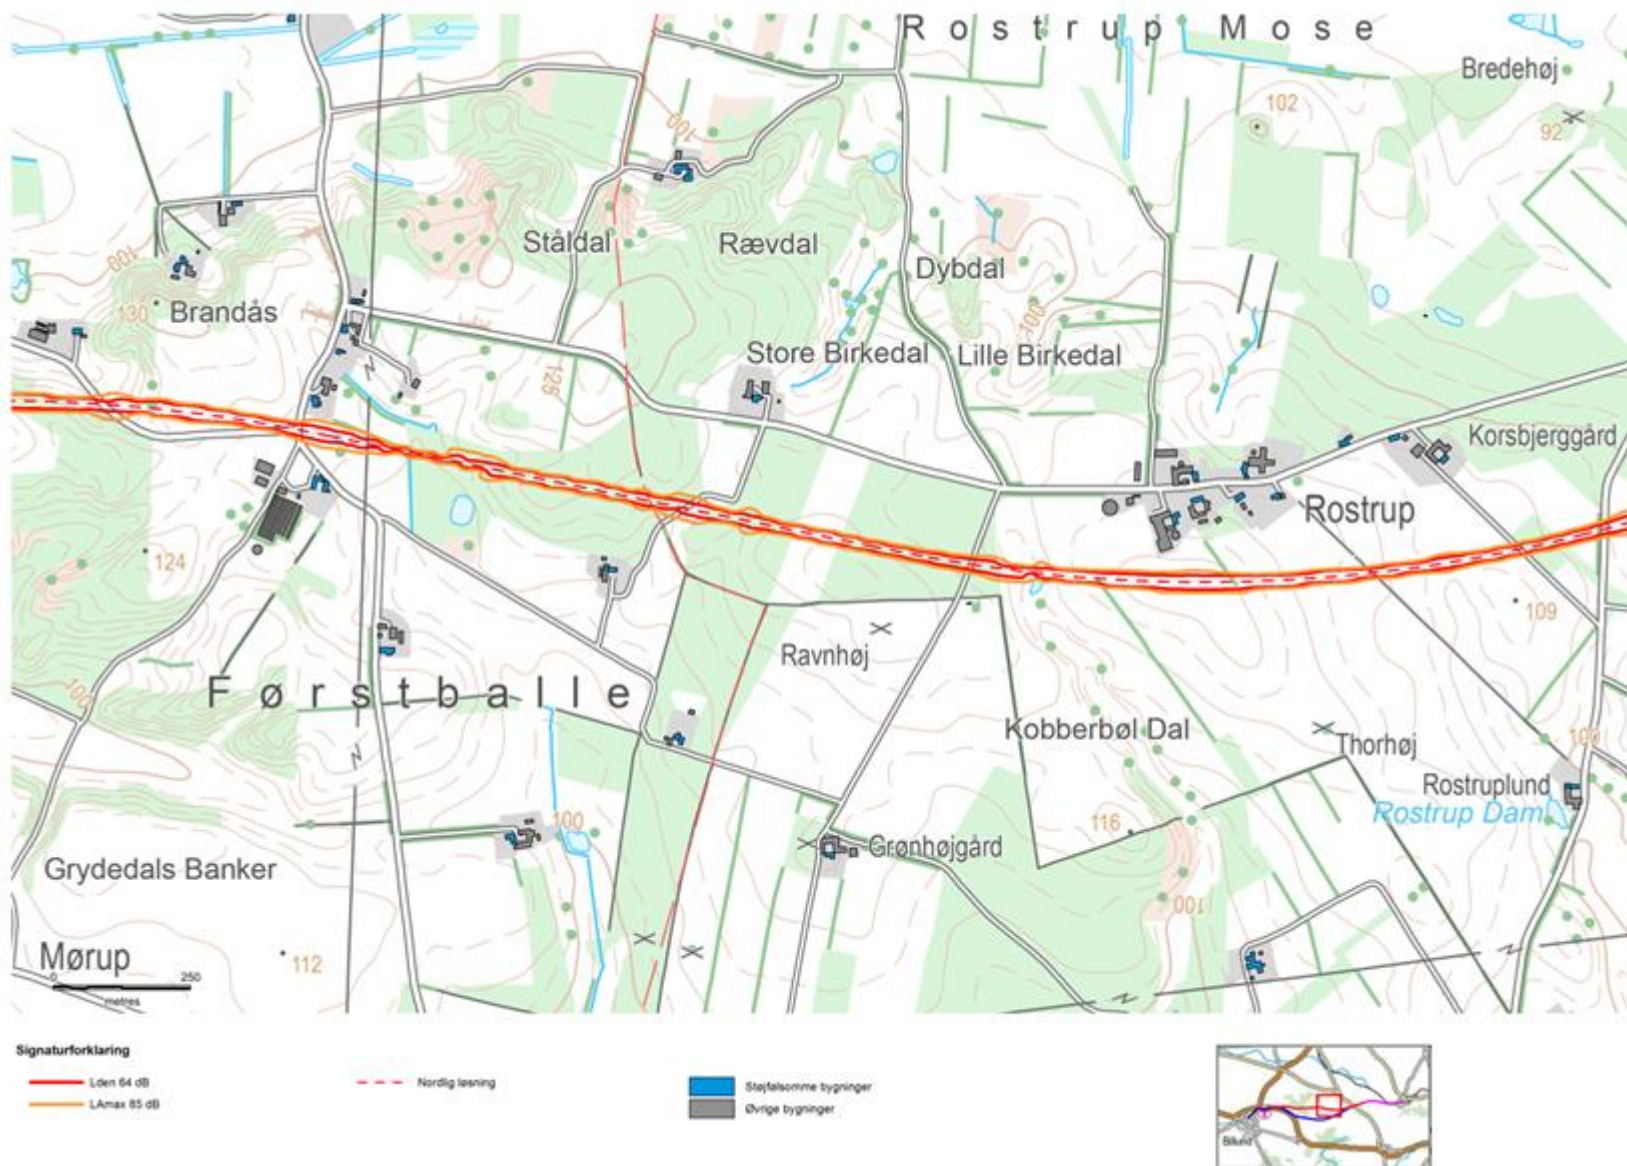 Rostrup Mose
Bredehøj
102
92
100
Ståldal
Rævdal
Dybdal
100
130
Brandås
100
Store Birkedal
Lille Birkedal
125
Korsbjerggård
Rostrup
124
109
Ravnhøj
100
Førstballe
Kobberbøl Dal
Thorhøj
100
Rostruplund
Rostrup Dam
100
116
Grønhøjgård
Grydedals Banker
100
Mørup
112
0 250
metres
Signaturforklaring
Lden 64 dB
LAmax 85 dB
Nordlig løsning
Støjfølsomme bygninger
Øvrige bygninger
Billund